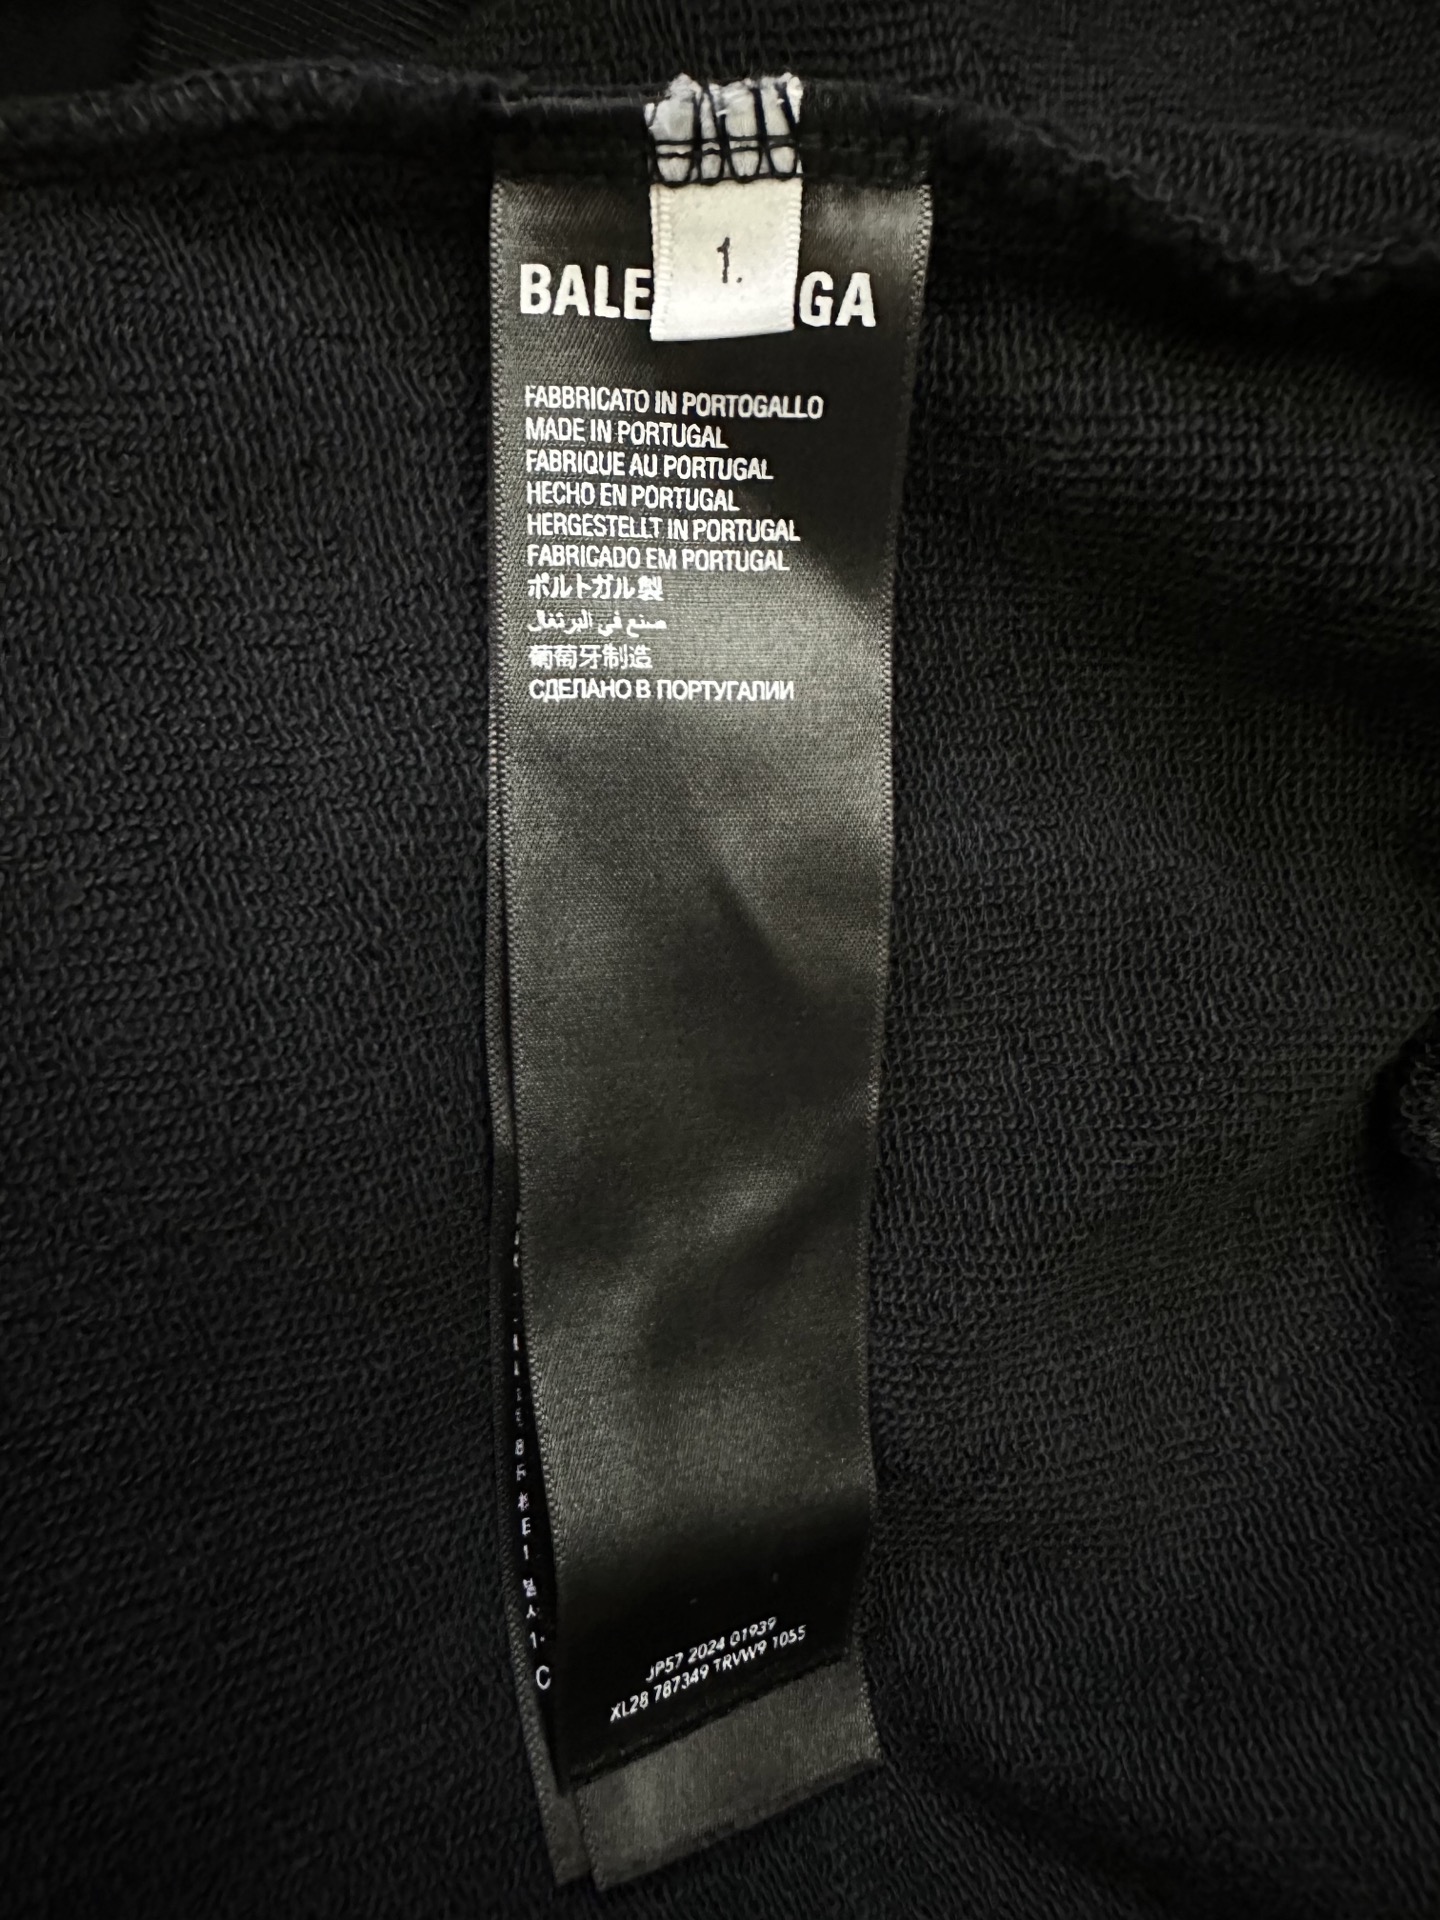 1.
BALE GA
FABBRICATO IN PORTOGALLO
MADE IN PORTUGAL
FABRIQUE AU PORTUGAL
HECHO EN PORTUGAL
HERGESTELLT IN PORTUGAL
FABRICADO EM PORTUGAL
ポルトガル製
صنع في البرتغال
葡萄牙制造
СДЕЛАНО В ПОРТУГАЛИИ
JP57 2024 01939
XL28 787349 TRVW9 1055